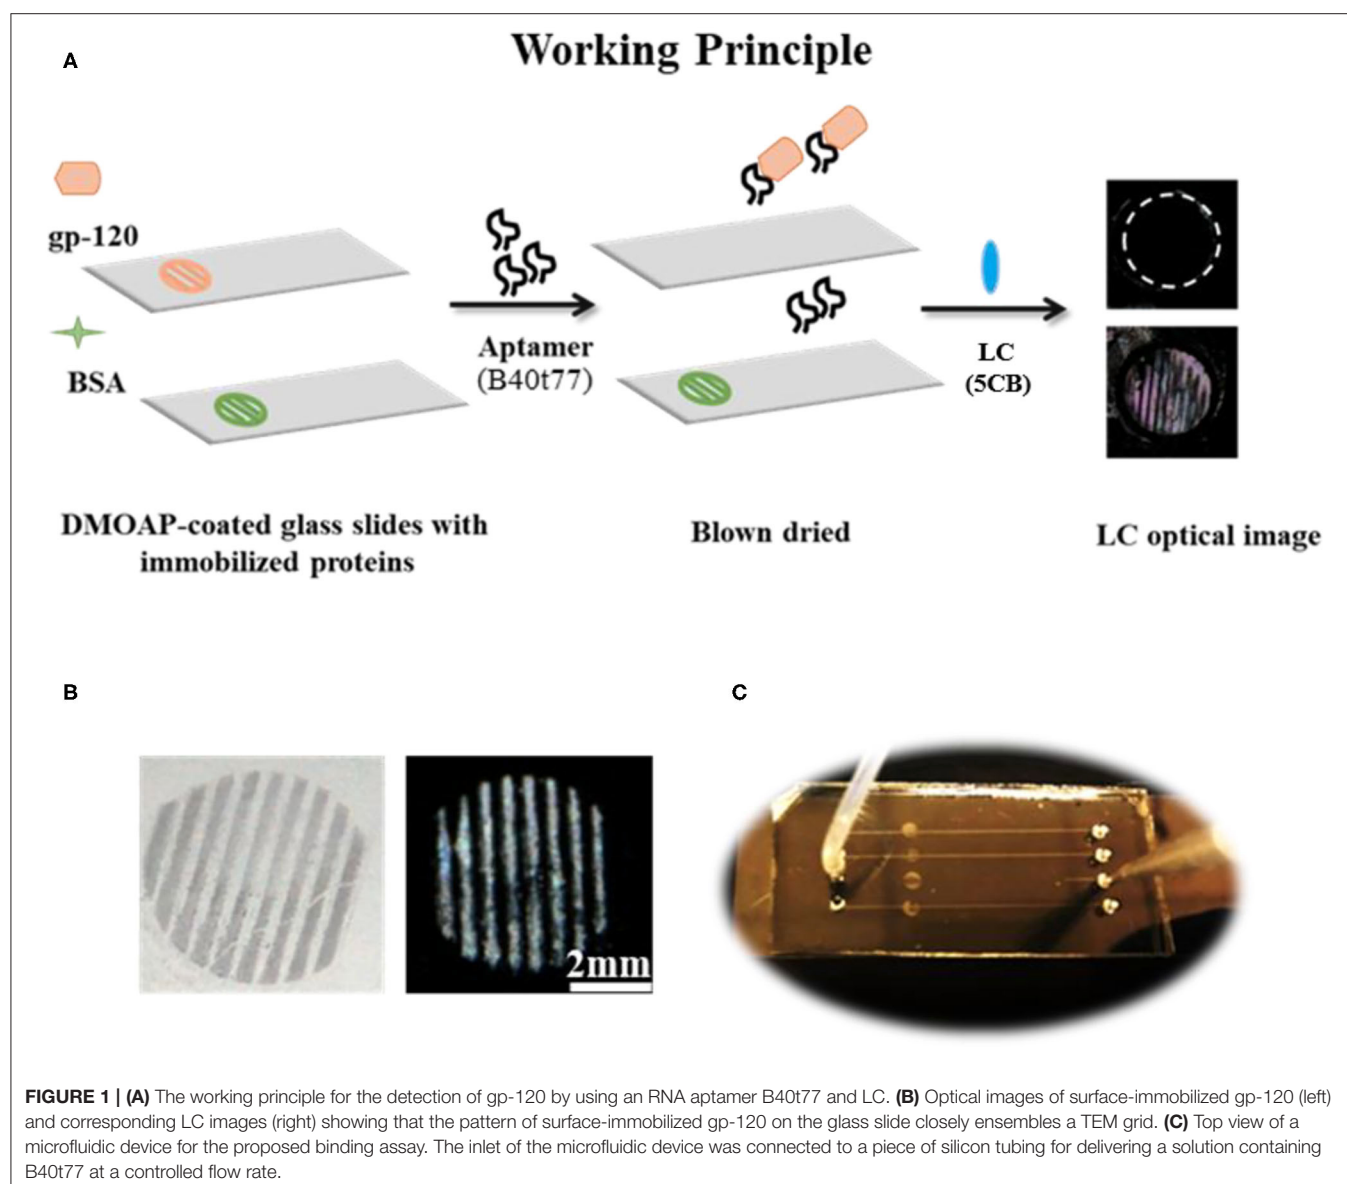 A
Working Principle
gp-120
BSA
Aptamer
(B40t77)
LC
(5CB)
DMOAP-coated glass slides with
immobilized proteins
Blown dried
LC optical image
B
C
2mm
FIGURE 1 | (A) The working principle for the detection of gp-120 by using an RNA aptamer B40t77 and LC. (B) Optical images of surface-immobilized gp-120 (left)
and corresponding LC images (right) showing that the pattern of surface-immobilized gp-120 on the glass slide closely ensembles a TEM grid. (C) Top view of a
microfluidic device for the proposed binding assay. The inlet of the microfluidic device was connected to a piece of silicon tubing for delivering a solution containing
B40t77 at a controlled flow rate.